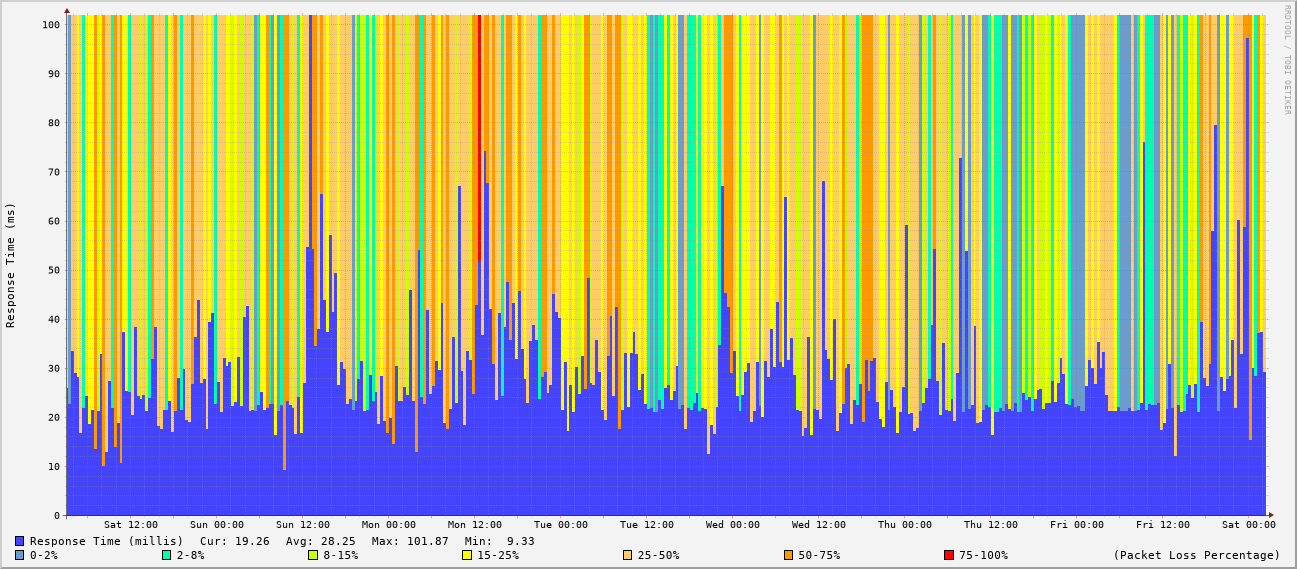 RRDTOOL / TOBI OETIKER
Response Time (ms)
100
90
80
70
60
50
40
30
20
10
0
Sat 12:00 Sun 00:00 Sun 12:00 Mon 00:00 Mon 12:00 Tue 00:00 Tue 12:00 Wed 00:00 Wed 12:00 Thu 00:00 Thu 12:00 Fri 00:00 Fri 12:00 Sat 00:00
Response Time (millis) Cur: 19.26 Avg: 28.25 Max: 101.87 Min: 9.33
0-2% 2-8% 8-15% 15-25% 25-50% 50-75% 75-100% (Packet Loss Percentage)